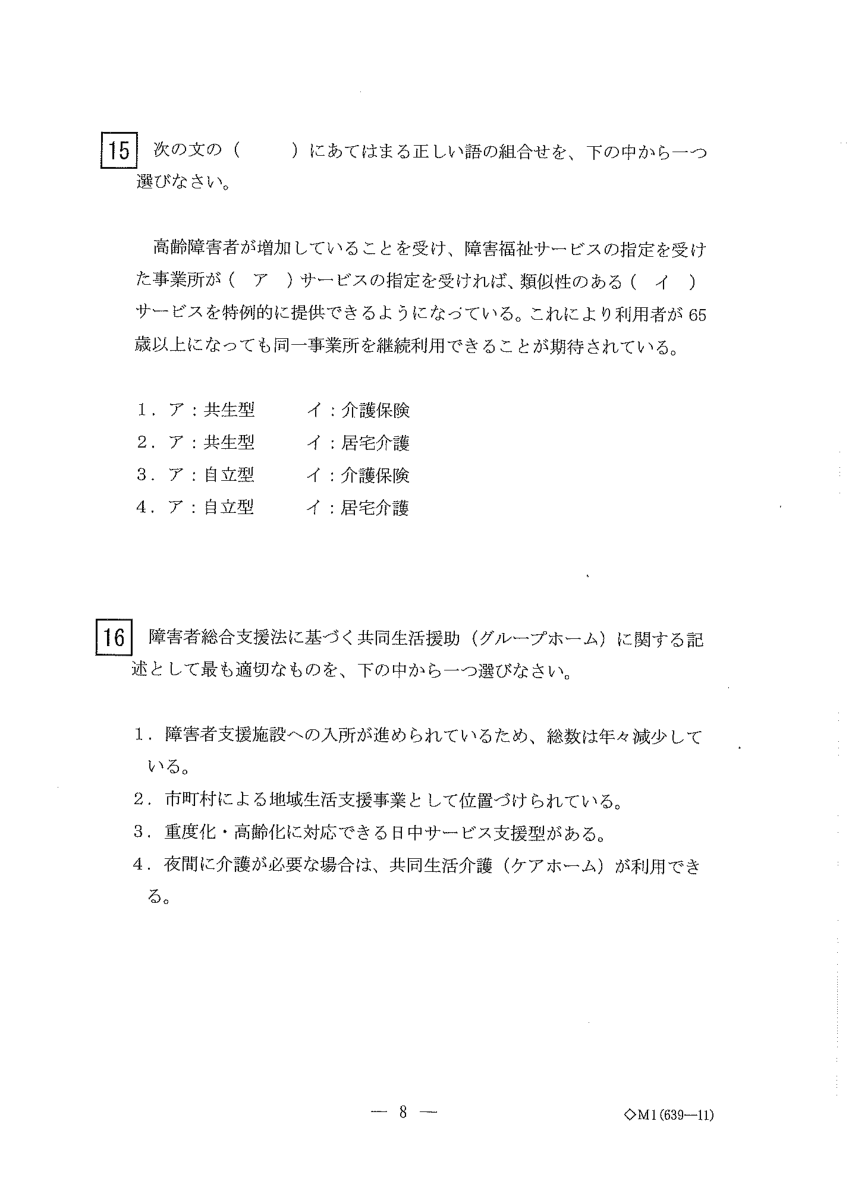 15 次の文の（　　　）にあてはまる正しい語の組合せを、下の中から一つ
選びなさい。
高齢障害者が増加していることを受け、障害福祉サービスの指定を受け
た事業所が（　ア　）サービスの指定を受ければ、類似性のある（　イ　）
サービスを特例的に提供できるようになっている。これにより利用者が 65
歳以上になっても同一事業所を継続利用できることが期待されている。
1．ア：共生型　　　イ：介護保険
2．ア：共生型　　　イ：居宅介護
3．ア：自立型　　　イ：介護保険
4．ア：自立型　　　イ：居宅介護
16 障害者総合支援法に基づく共同生活援助（グループホーム）に関する記
述として最も適切なものを、下の中から一つ選びなさい。
1．障害者支援施設への入所が進められているため、総数は年々減少して
いる。
2．市町村による地域生活支援事業として位置づけられている。
3．重度化・高齢化に対応できる日中サービス支援型がある。
4．夜間に介護が必要な場合は、共同生活介護（ケアホーム）が利用でき
る。
― 8 ―
◇M1(639―11)